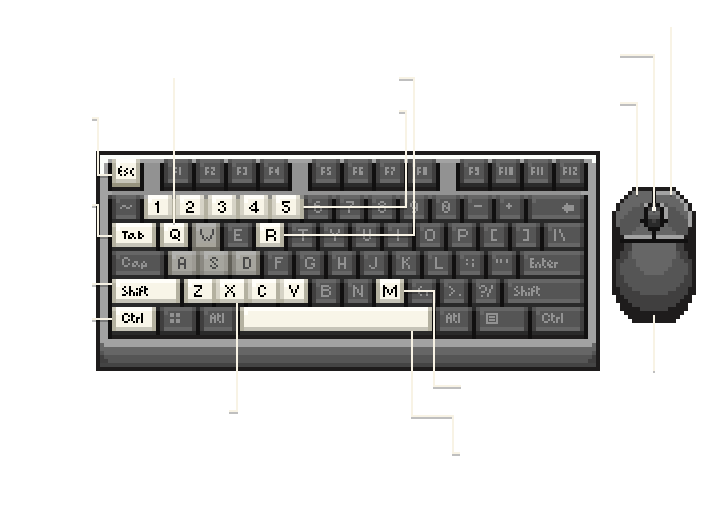 Esc F1 F2 F3 F4 F5 F6 F7 F8 F9 F10 F11 F12
~ 1 2 3 4 5 6 7 8 9 0 - +
Tab Q W E R T Y U I O P [ ] |\
Cap A S D F G H J K L :; "' Enter
Shift Z X C V B N M <, >. ?/ Shift
Ctrl Alt Alt Ctrl